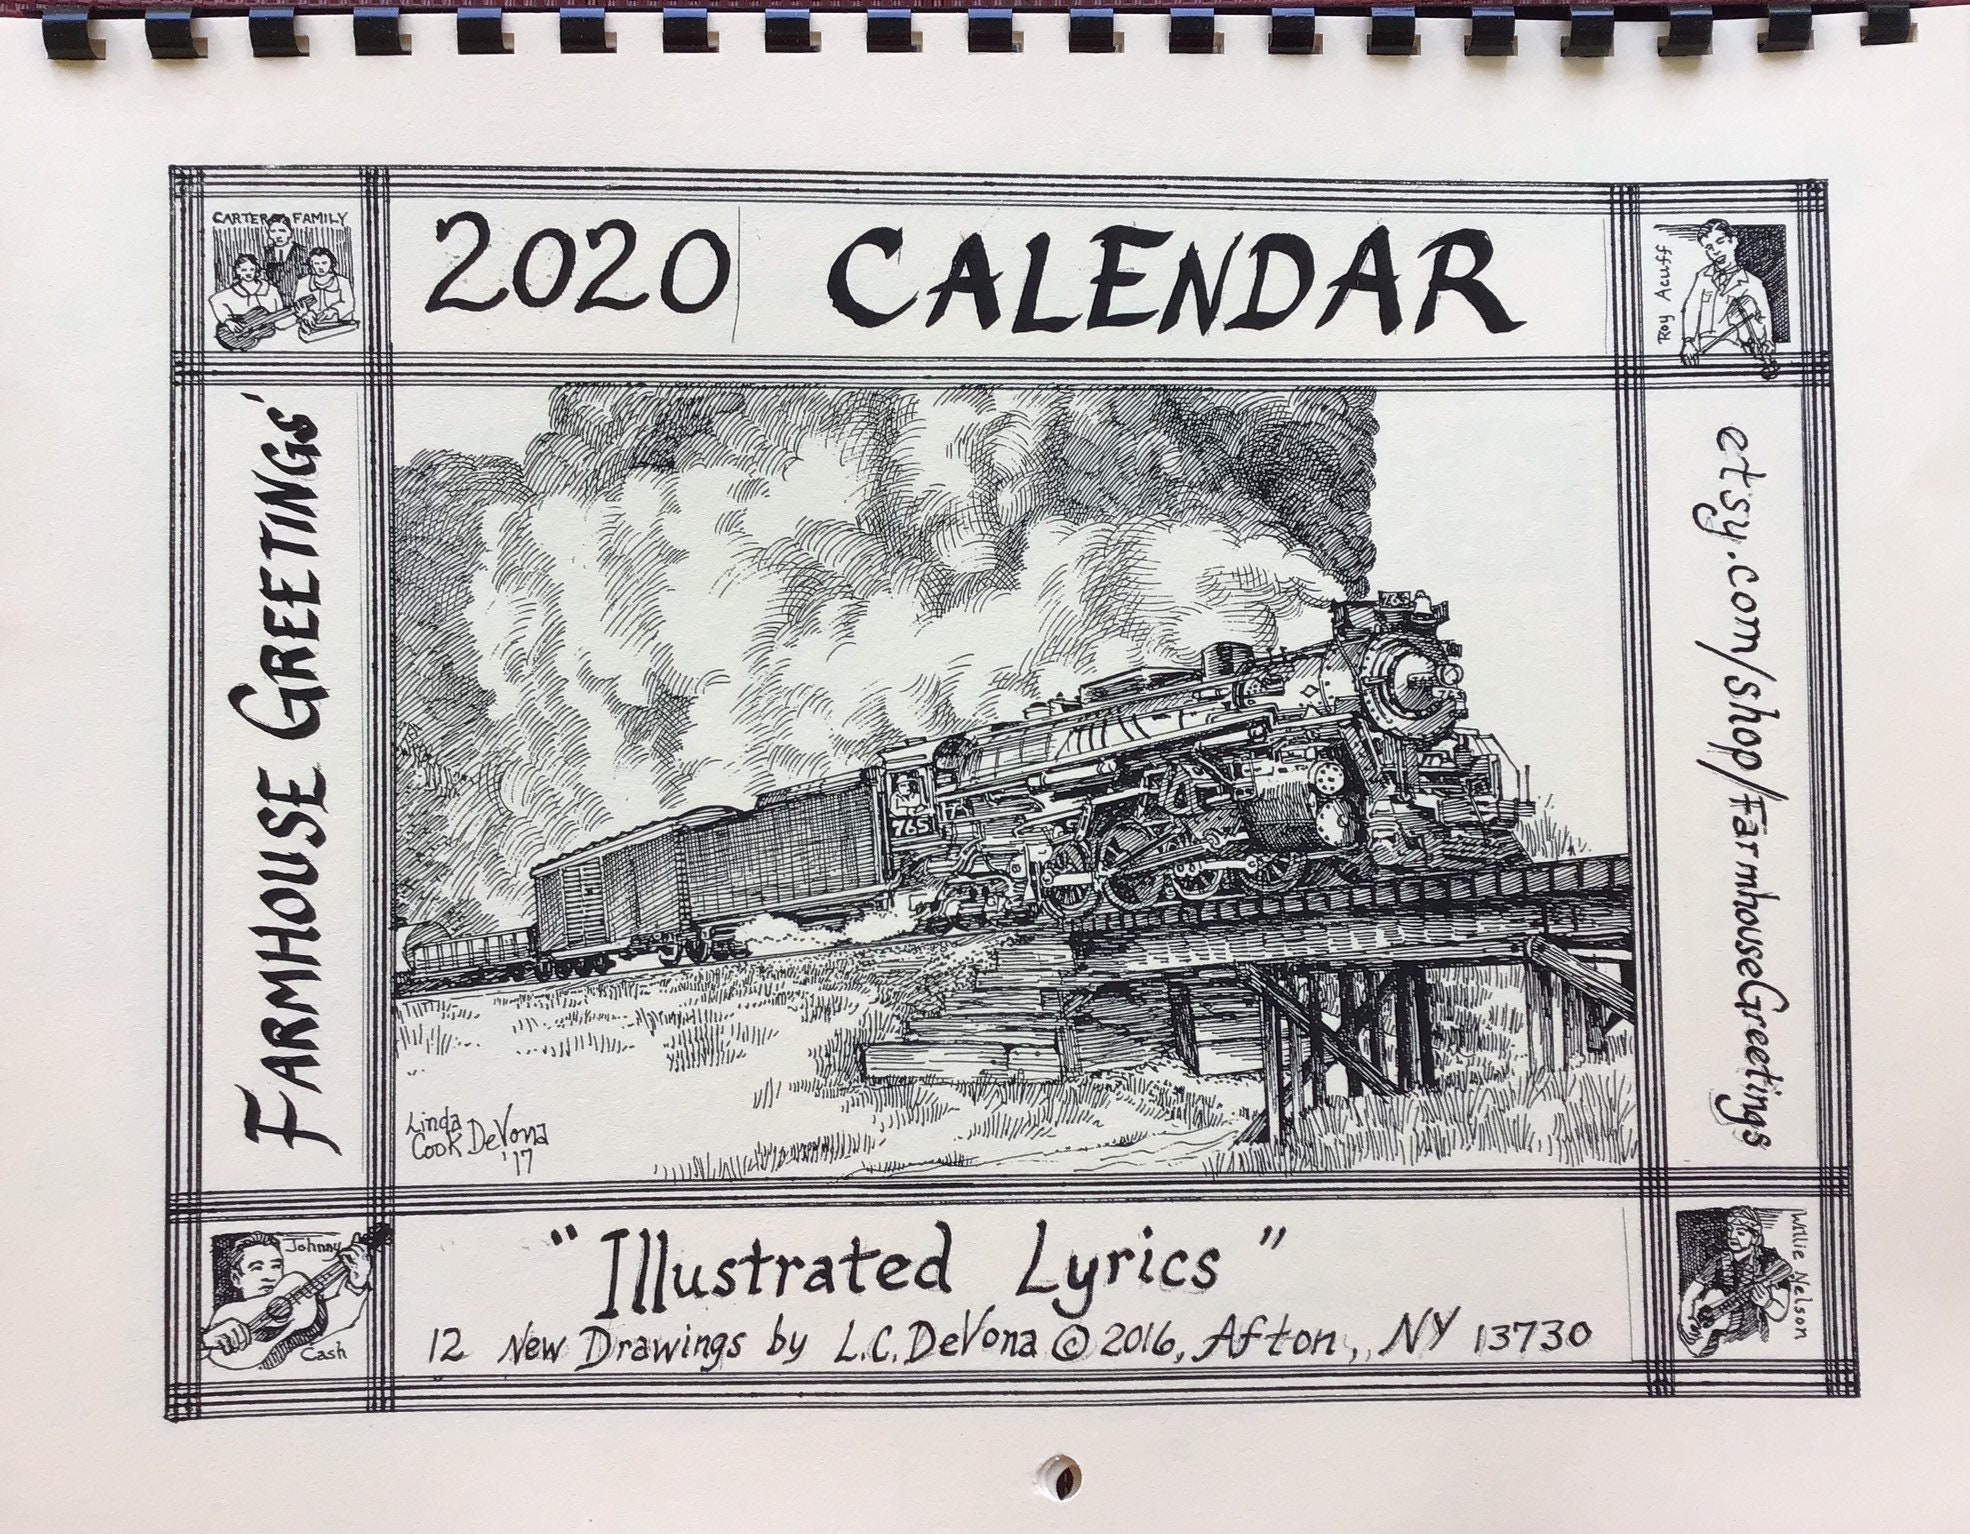 CARTER FAMILY
2020 CALENDAR
Roy Acuff
FARMHOUSE GREETINGS'
etsy.com/shop/FarmhouseGreetings
765
765
Linda
Cook DeVona
'17
Johnny
Cash
"Illustrated Lyrics"
12 New Drawings by L.C. DeVona © 2016, Afton, NY 13730
Willie Nelson